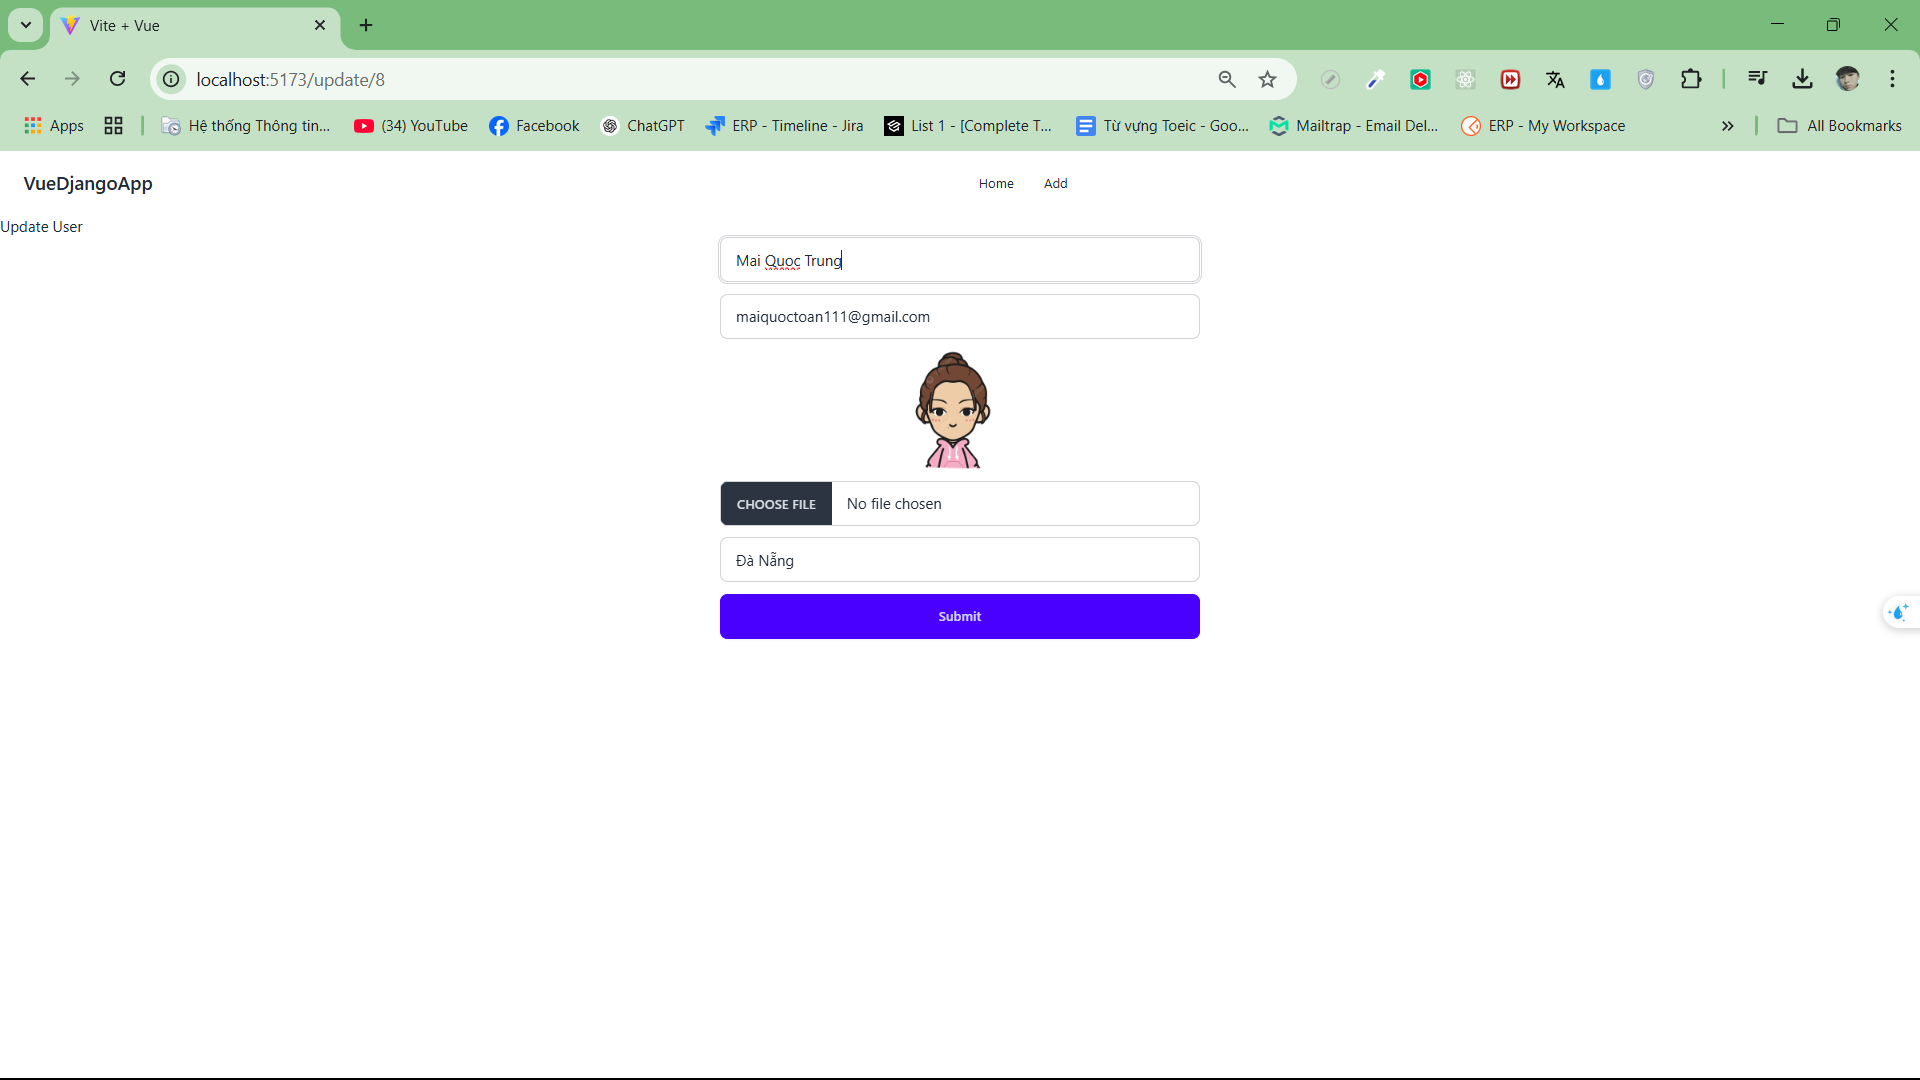 Vite + Vue
localhost:5173/update/8
Apps
Hệ thống Thông tin...
(34) YouTube
Facebook
ChatGPT
ERP - Timeline - Jira
List 1 - [Complete T...
Từ vựng Toeic - Goo...
Mailtrap - Email Del...
ERP - My Workspace
All Bookmarks
VueDjangoApp
Home
Add
Update User
Mai Quoc Trung
maiquoctoan111@gmail.com
CHOOSE FILE No file chosen
Đà Nẵng
Submit